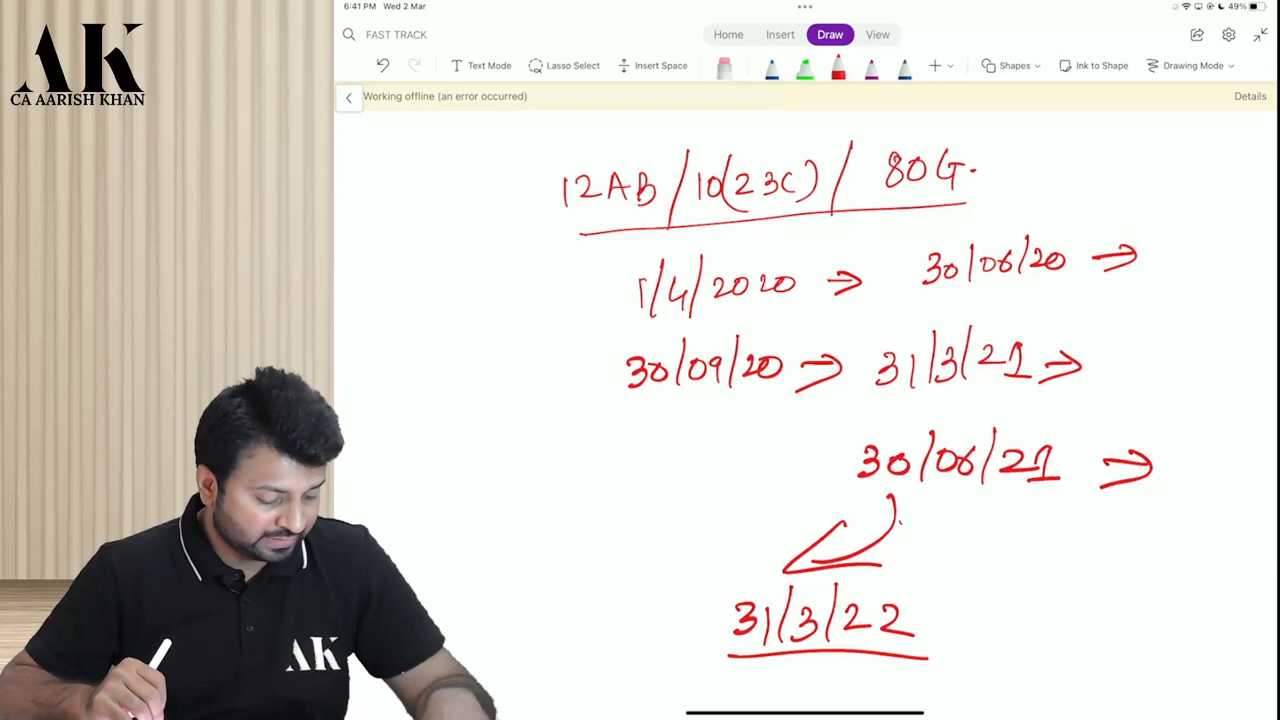 6:41 PM Wed 2 Mar
49%
FAST TRACK
Home Insert Draw View
Text Mode Lasso Select Insert Space Shapes Ink to Shape Drawing Mode
Working offline (an error occurred) Details
AK
CA AARISH KHAN
12AB / 10(23C) / 80G.
1/4/2020 ⇒ 30/06/20 ⇒
30/09/20 ⇒ 31/3/21 ⇒
30/06/21 ⇒
31/3/22
AK